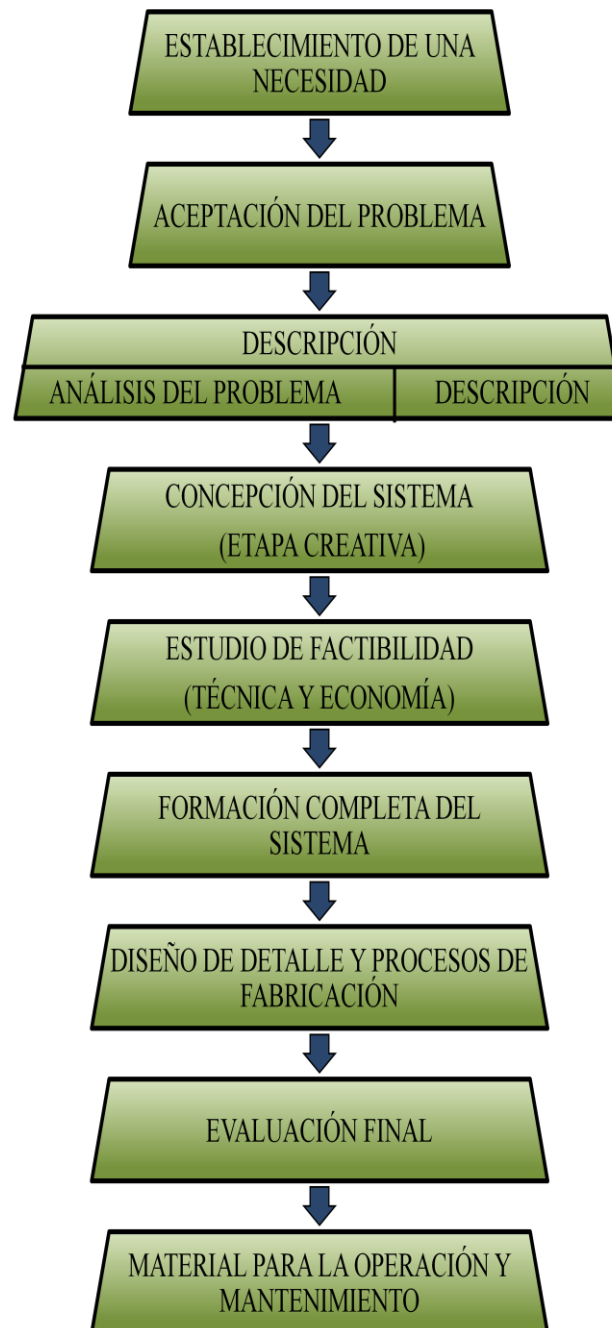 ESTABLECIMIENTO DE UNA
NECESIDAD
ACEPTACIÓN DEL PROBLEMA
DESCRIPCIÓN
ANÁLISIS DEL PROBLEMA DESCRIPCIÓN
CONCEPCIÓN DEL SISTEMA
(ETAPA CREATIVA)
ESTUDIO DE FACTIBILIDAD
(TÉCNICA Y ECONOMÍA)
FORMACIÓN COMPLETA DEL
SISTEMA
DISEÑO DE DETALLE Y PROCESOS DE
FABRICACIÓN
EVALUACIÓN FINAL
MATERIAL PARA LA OPERACIÓN Y
MANTENIMIENTO